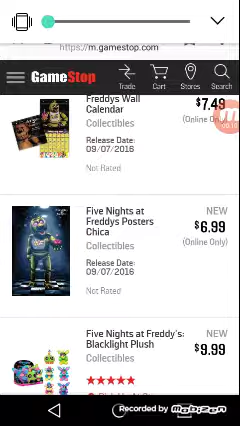 https://m.gamestop.com
GameStop
Trade
Cart
Stores
Search
Freddys Wall
Calendar
Collectibles
Release Date:
09/07/2016
Not Rated
$7.49
(Online Only)
Five Nights at
Freddys Posters
Chica
Collectibles
Release Date:
09/07/2016
Not Rated
NEW
$6.99
(Online Only)
Five Nights at Freddy's:
Blacklight Plush
Collectibles
NEW
$9.99
Recorded by mobizen